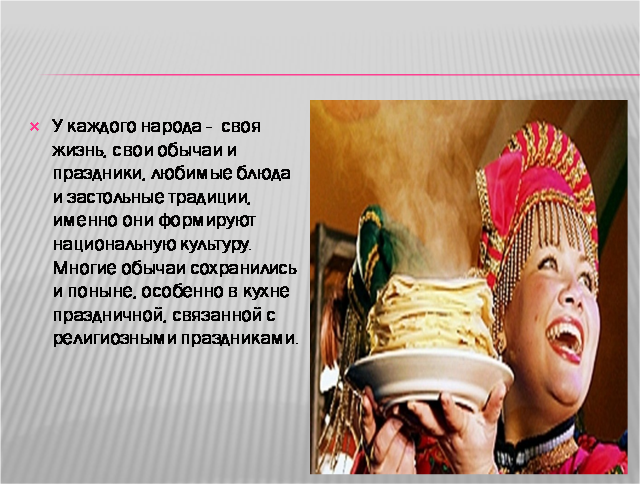 У каждого народа - своя
жизнь, свои обычаи и
праздники, любимые блюда
и застольные традиции,
именно они формируют
национальную культуру.
Многие обычаи сохранились
и поныне, особенно в кухне
праздничной, связанной с
религиозными праздниками.